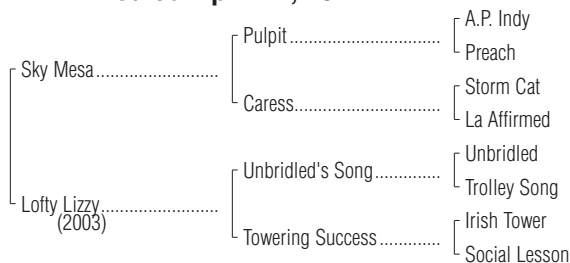 A.P. Indy
Pulpit
Preach
Sky Mesa
Storm Cat
Caress
La Affirmed
Unbridled
Unbridled's Song
Trolley Song
Lofty Lizzy
(2003)
Irish Tower
Towering Success
Social Lesson